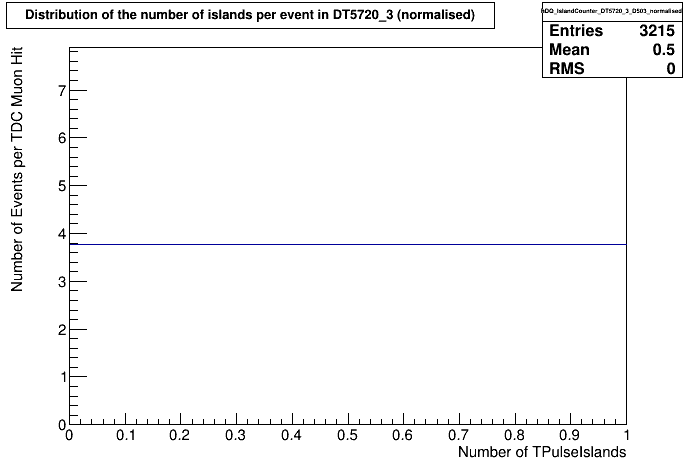 Distribution of the number of islands per event in DT5720_3 (normalised)
hDQ_IslandCounter_DT5720_3_D503_normalised
Entries 3215
Mean 0.5
RMS 0
Number of Events per TDC Muon Hit
7
6
5
4
3
2
1
0
0 0.1 0.2 0.3 0.4 0.5 0.6 0.7 0.8 0.9 1
Number of TPulseIslands